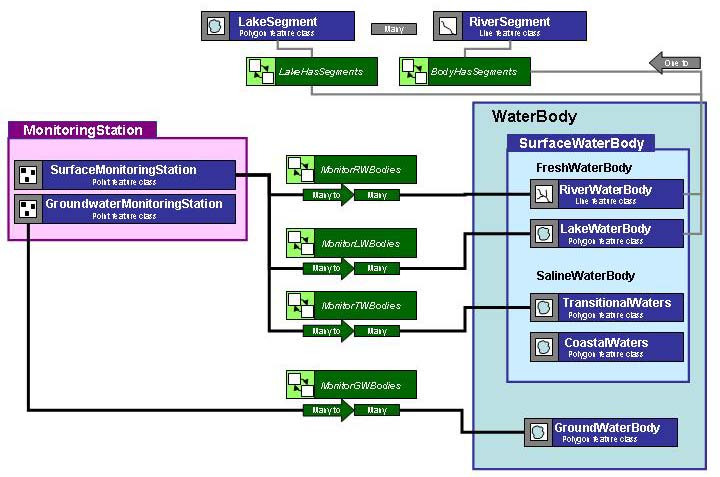 LakeSegment
Polygon feature class
Many
RiverSegment
Line feature class
LakeHasSegments
BodyHasSegments
One to
WaterBody
MonitoringStation
SurfaceWaterBody
SurfaceMonitoringStation
Point feature class
GroundwaterMonitoringStation
Point feature class
MonitorRWBodies
Many to
Many
FreshWaterBody
RiverWaterBody
Line feature class
MonitorLWBodies
Many to
Many
LakeWaterBody
Polygon feature class
SalineWaterBody
MonitorTWBodies
Many to
Many
TransitionalWaters
Polygon feature class
CoastalWaters
Polygon feature class
MonitorGWBodies
Many to
Many
GroundWaterBody
Polygon feature class